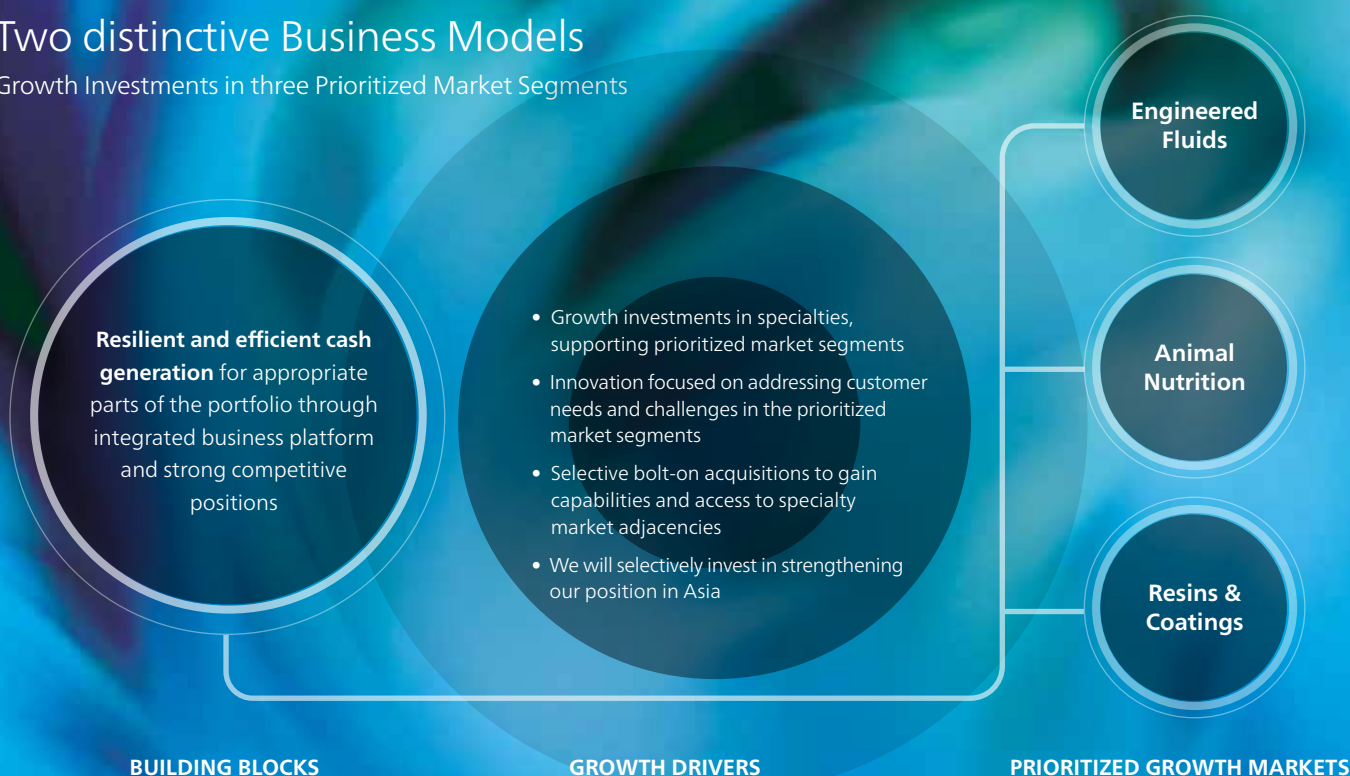 Two distinctive Business Models
Growth Investments in three Prioritized Market Segments
Resilient and efficient cash
generation for appropriate
parts of the portfolio through
integrated business platform
and strong competitive
positions
• Growth investments in specialties,
supporting prioritized market segments
• Innovation focused on addressing customer
needs and challenges in the prioritized
market segments
• Selective bolt-on acquisitions to gain
capabilities and access to specialty
market adjacencies
• We will selectively invest in strengthening
our position in Asia
Engineered
Fluids
Animal
Nutrition
Resins &
Coatings
BUILDING BLOCKS
GROWTH DRIVERS
PRIORITIZED GROWTH MARKETS